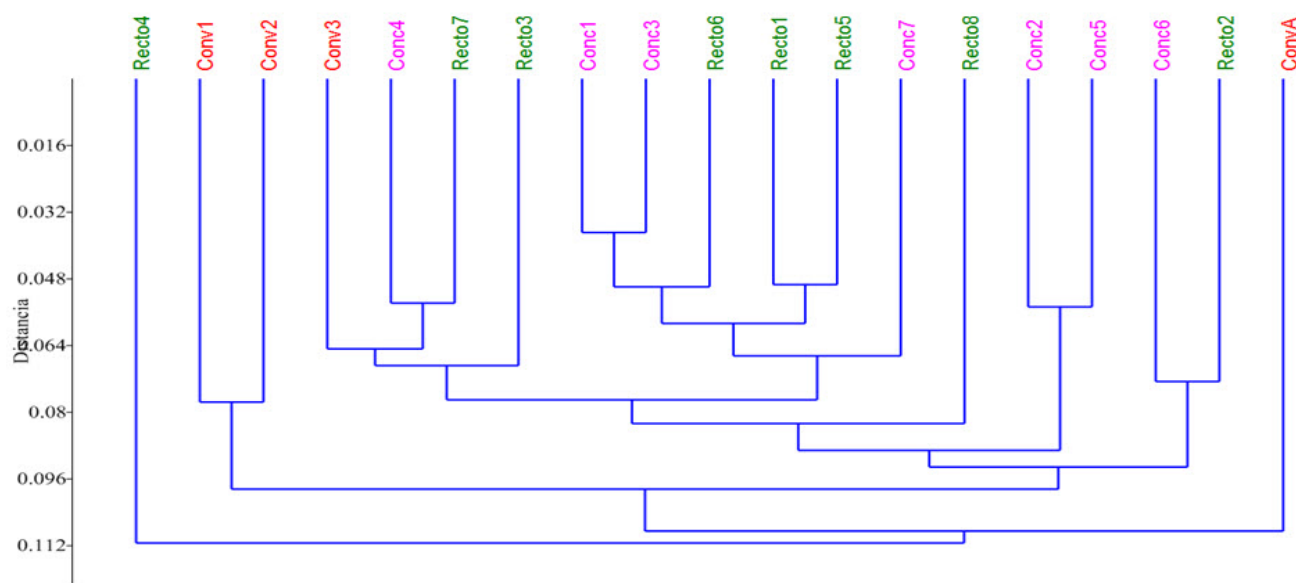 Recto4
Conv1
Conv2
Conv3
Conc4
Recto7
Recto3
Conc1
Conc3
Recto6
Recto1
Recto5
Conc7
Recto8
Conc2
Conc5
Conc6
Recto2
ConvA
0.016
0.032
0.048
0.064
0.08
0.096
0.112
Distancia